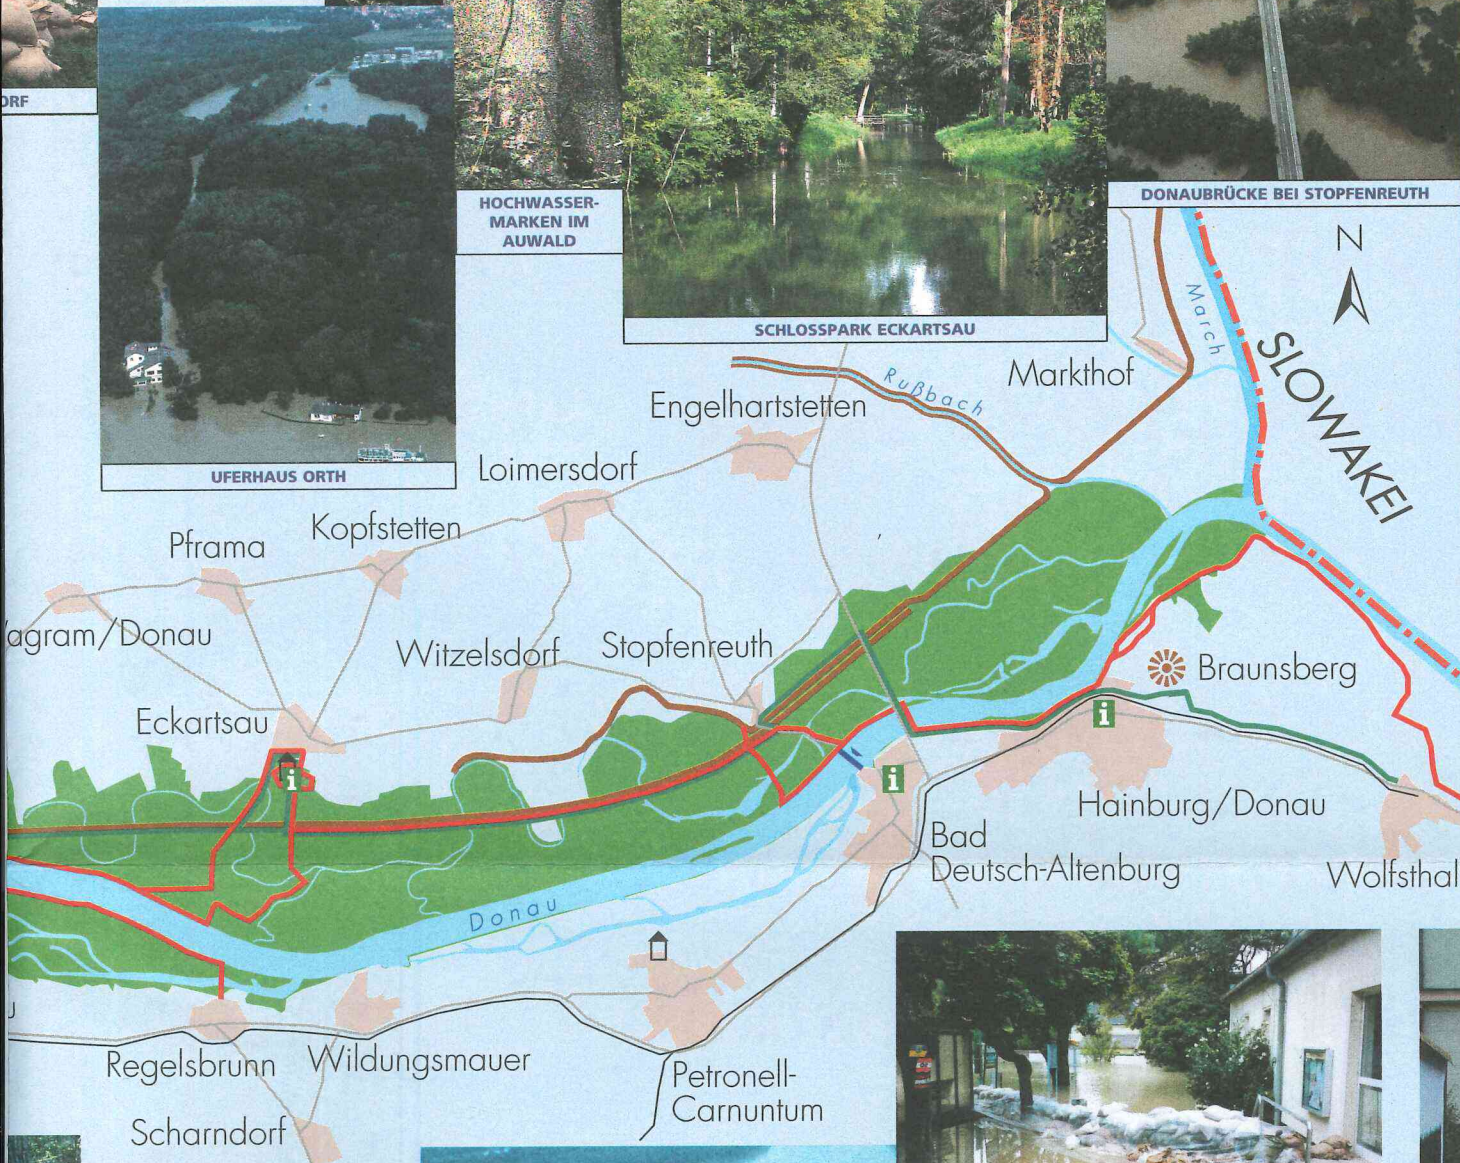 ORF
HOCHWASSER-
MARKEN IM
AUWALD
DONAUBRÜCKE BEI STOPFENREUTH
SCHLOSSPARK ECKARTSAU
UFERHAUS ORTH
N
March
SLOWAKEI
Markthof
Rußbach
Engelhartstetten
Loimersdorf
Kopfstetten
Pframa
agram/Donau
Witzelsdorf
Stopfenreuth
Braunsberg
Eckartsau
i
i
i
Hainburg/Donau
Bad
Deutsch-Altenburg
Wolfsthal
Donau
Regelsbrunn
Wildungsmauer
Petronell-
Carnuntum
Scharndorf